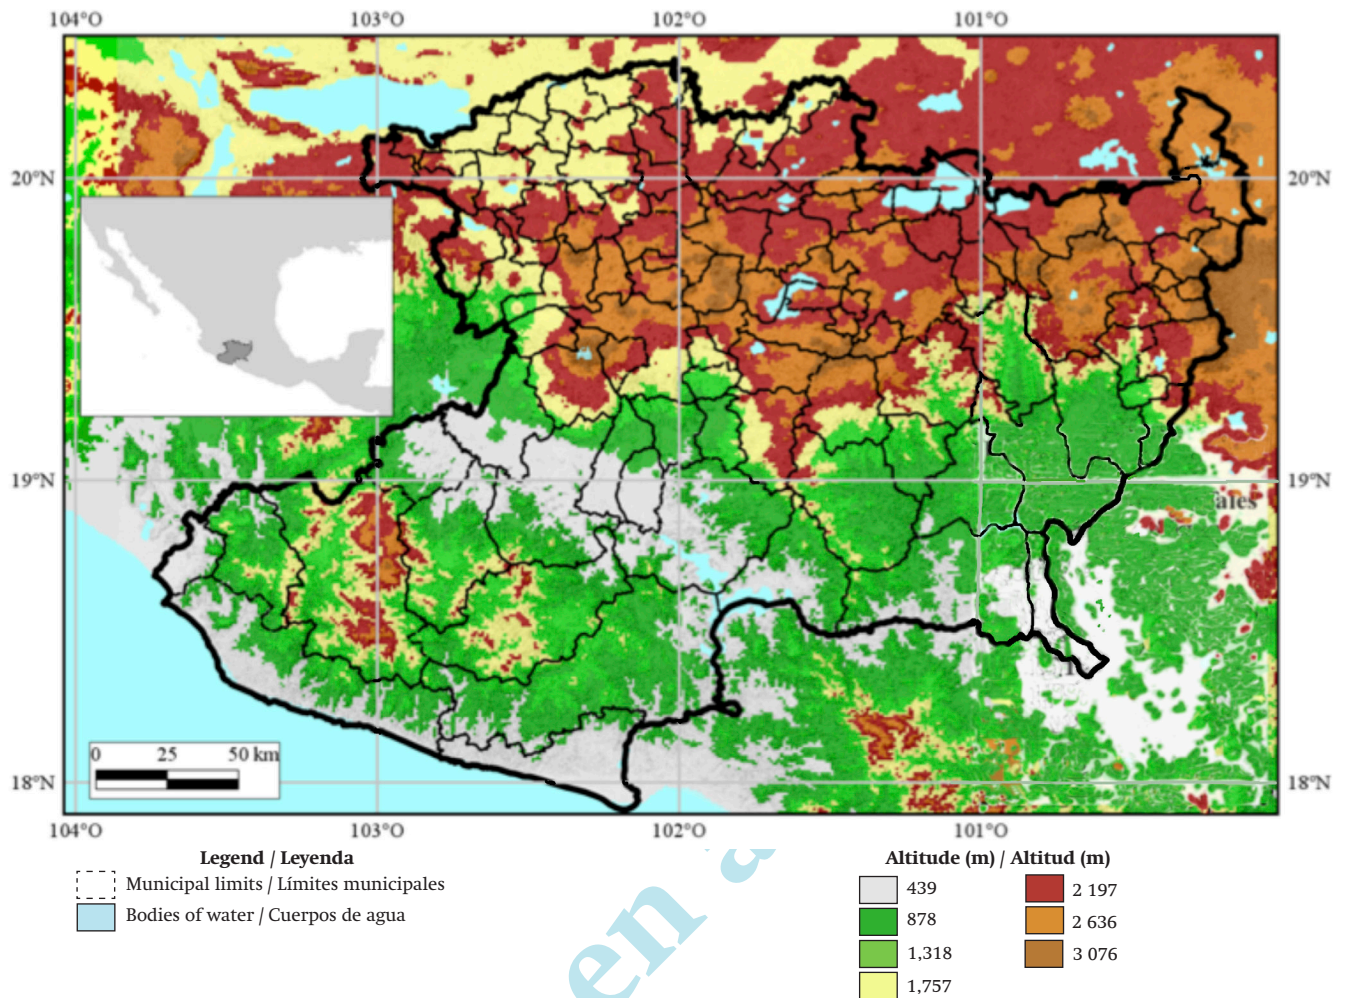 104°O 103°O 102°O 101°O
20°N 20°N
19°N 19°N
ales
0 25 50 km
18°N 18°N
104°O 103°O 102°O 101°O
Legend / Leyenda
Municipal limits / Límites municipales
Bodies of water / Cuerpos de agua
Altitude (m) / Altitud (m)
439
878
1,318
1,757
2 197
2 636
3 076
en a